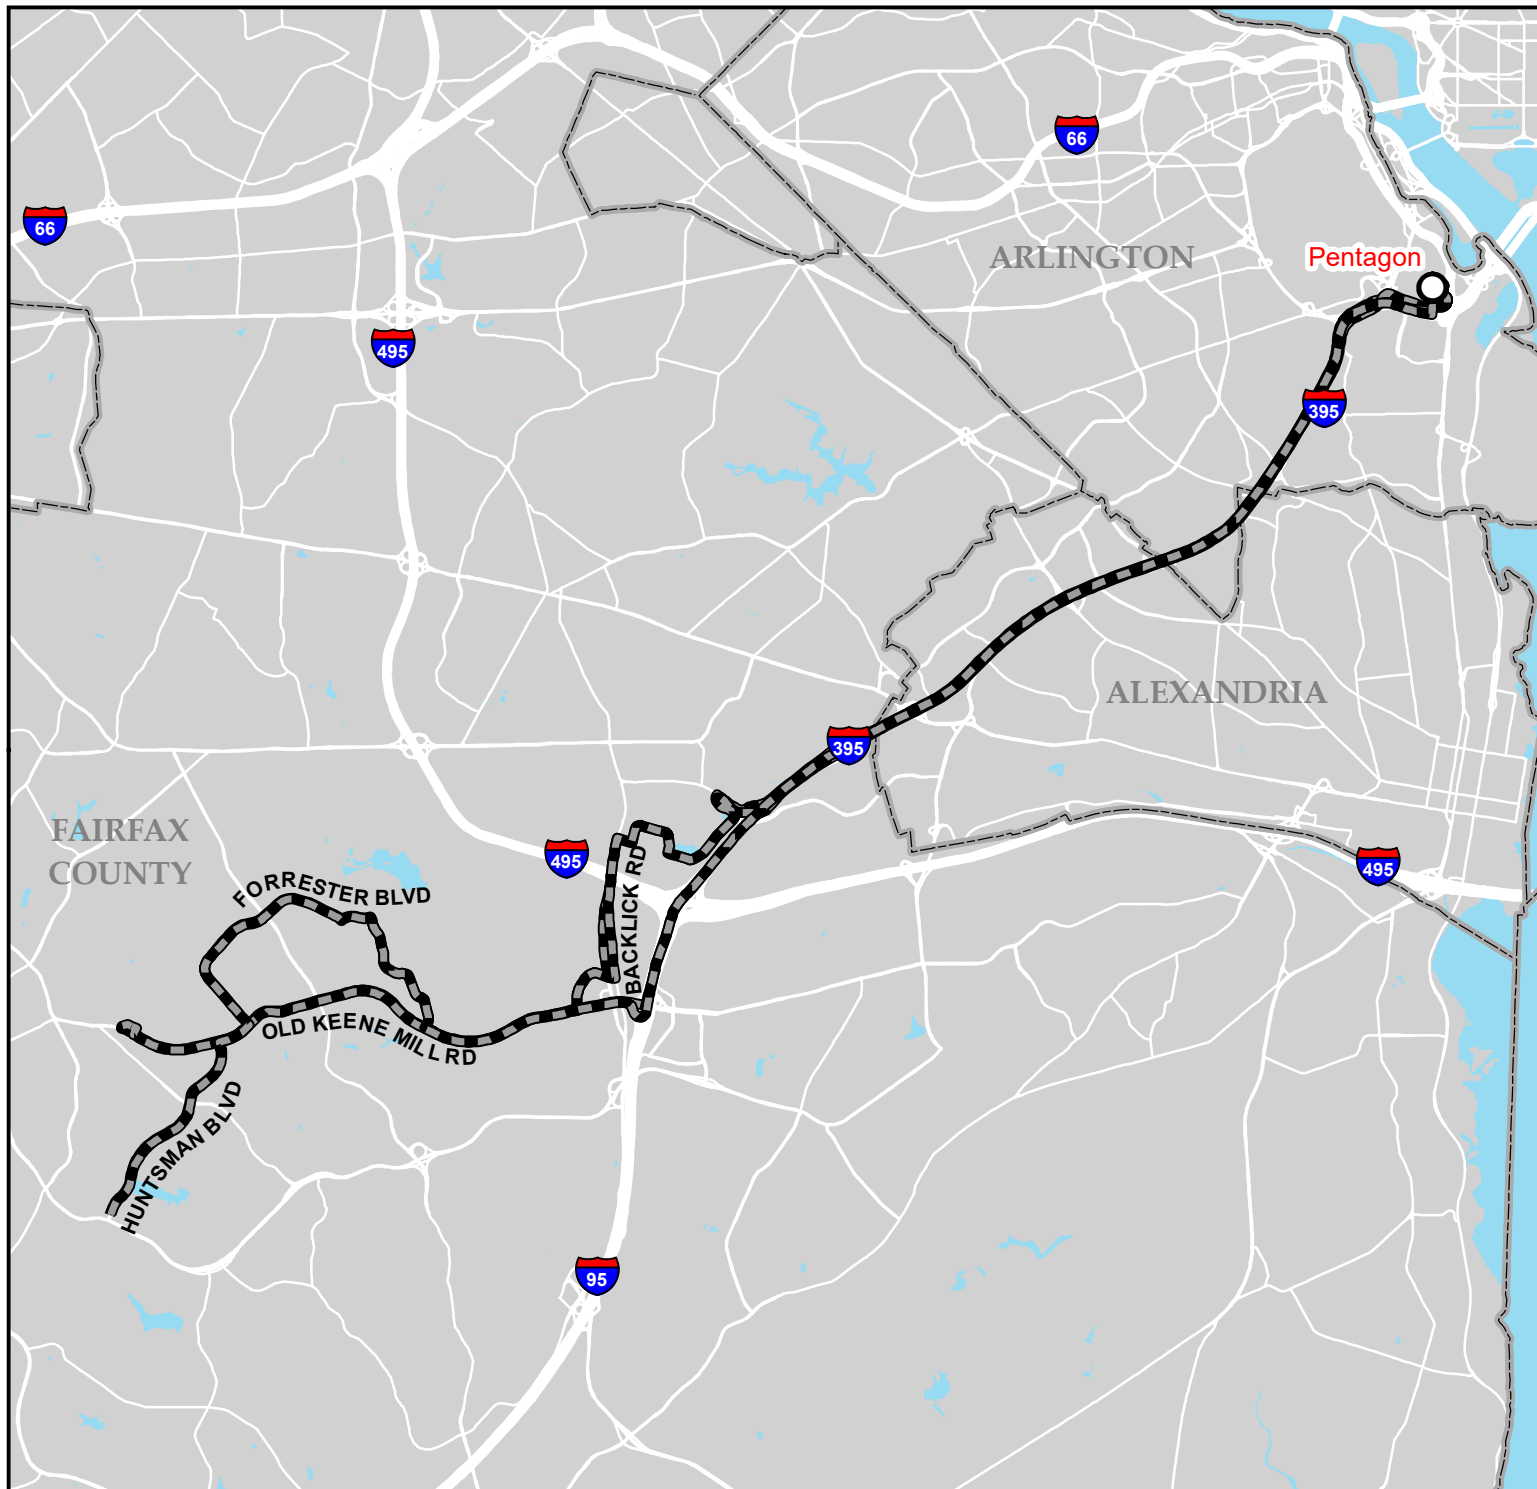 66
66
ARLINGTON
Pentagon
495
395
ALEXANDRIA
395
FAIRFAX
COUNTY
495
495
BACKLICK RD
FORRESTER BLVD
OLD KEENE MILL RD
HUNTSMAN BLVD
95